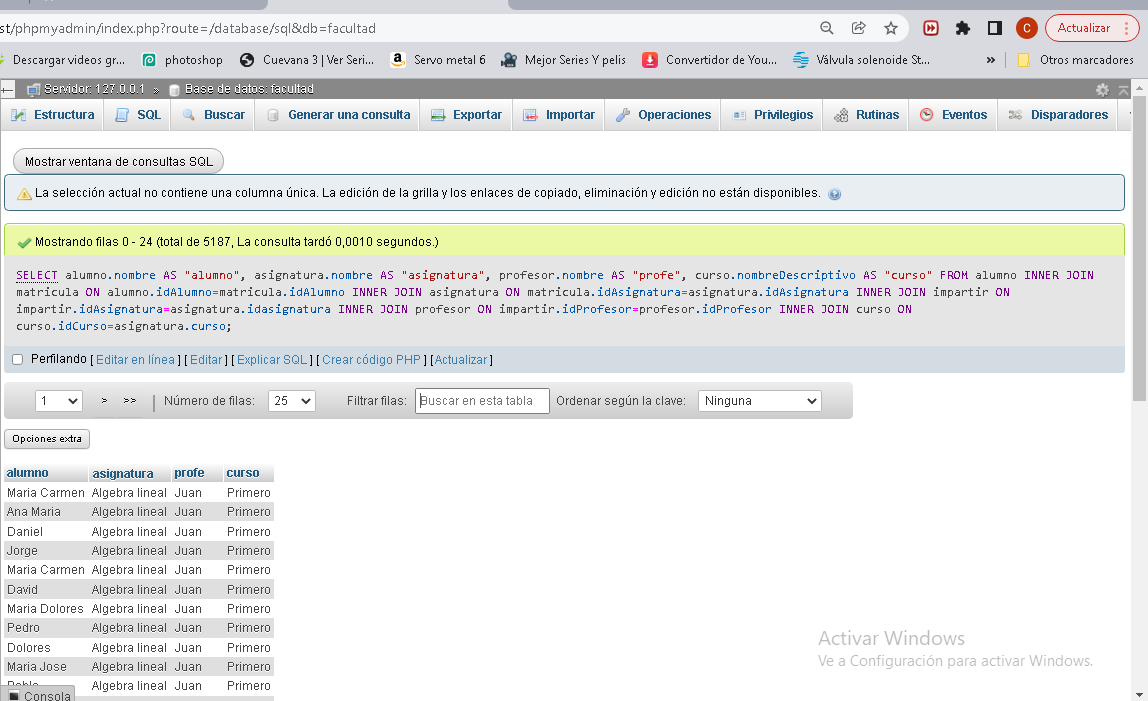 st/phpmyadmin/index.php?route=/database/sql&db=facultad
C
Actualizar
Descargar videos gr...
photoshop
Cuevana 3 | Ver Seri...
Servo metal 6
Mejor Series Y pelis
Convertidor de You...
Válvula solenoide St...
»
Otros marcadores
Servidor: 127.0.0.1 » Base de datos: facultad
Estructura
SQL
Buscar
Generar una consulta
Exportar
Importar
Operaciones
Privilegios
Rutinas
Eventos
Disparadores
Mostrar ventana de consultas SQL
La selección actual no contiene una columna única. La edición de la grilla y los enlaces de copiado, eliminación y edición no están disponibles.
Mostrando filas 0 - 24 (total de 5187, La consulta tardó 0,0010 segundos.)
SELECT alumno.nombre AS "alumno", asignatura.nombre AS "asignatura", profesor.nombre AS "profe", curso.nombreDescriptivo AS "curso" FROM alumno INNER JOIN
matricula ON alumno.idAlumno=matricula.idAlumno INNER JOIN asignatura ON matricula.idAsignatura=asignatura.idAsignatura INNER JOIN impartir ON
impartir.idAsignatura=asignatura.idasignatura INNER JOIN profesor ON impartir.idProfesor=profesor.idProfesor INNER JOIN curso ON
curso.idCurso=asignatura.curso;
Perfilando [ Editar en línea ] [ Editar ] [ Explicar SQL ] [ Crear código PHP ] [ Actualizar ]
1 > >> | Número de filas: 25 Filtrar filas: Buscar en esta tabla Ordenar según la clave: Ninguna
Opciones extra
alumno asignatura profe curso
Maria Carmen Algebra lineal Juan Primero
Ana Maria Algebra lineal Juan Primero
Daniel Algebra lineal Juan Primero
Jorge Algebra lineal Juan Primero
Maria Carmen Algebra lineal Juan Primero
David Algebra lineal Juan Primero
Maria Dolores Algebra lineal Juan Primero
Pedro Algebra lineal Juan Primero
Dolores Algebra lineal Juan Primero
Maria Jose Algebra lineal Juan Primero
Algebra lineal Juan Primero
Consola
Activar Windows
Ve a Configuración para activar Windows.